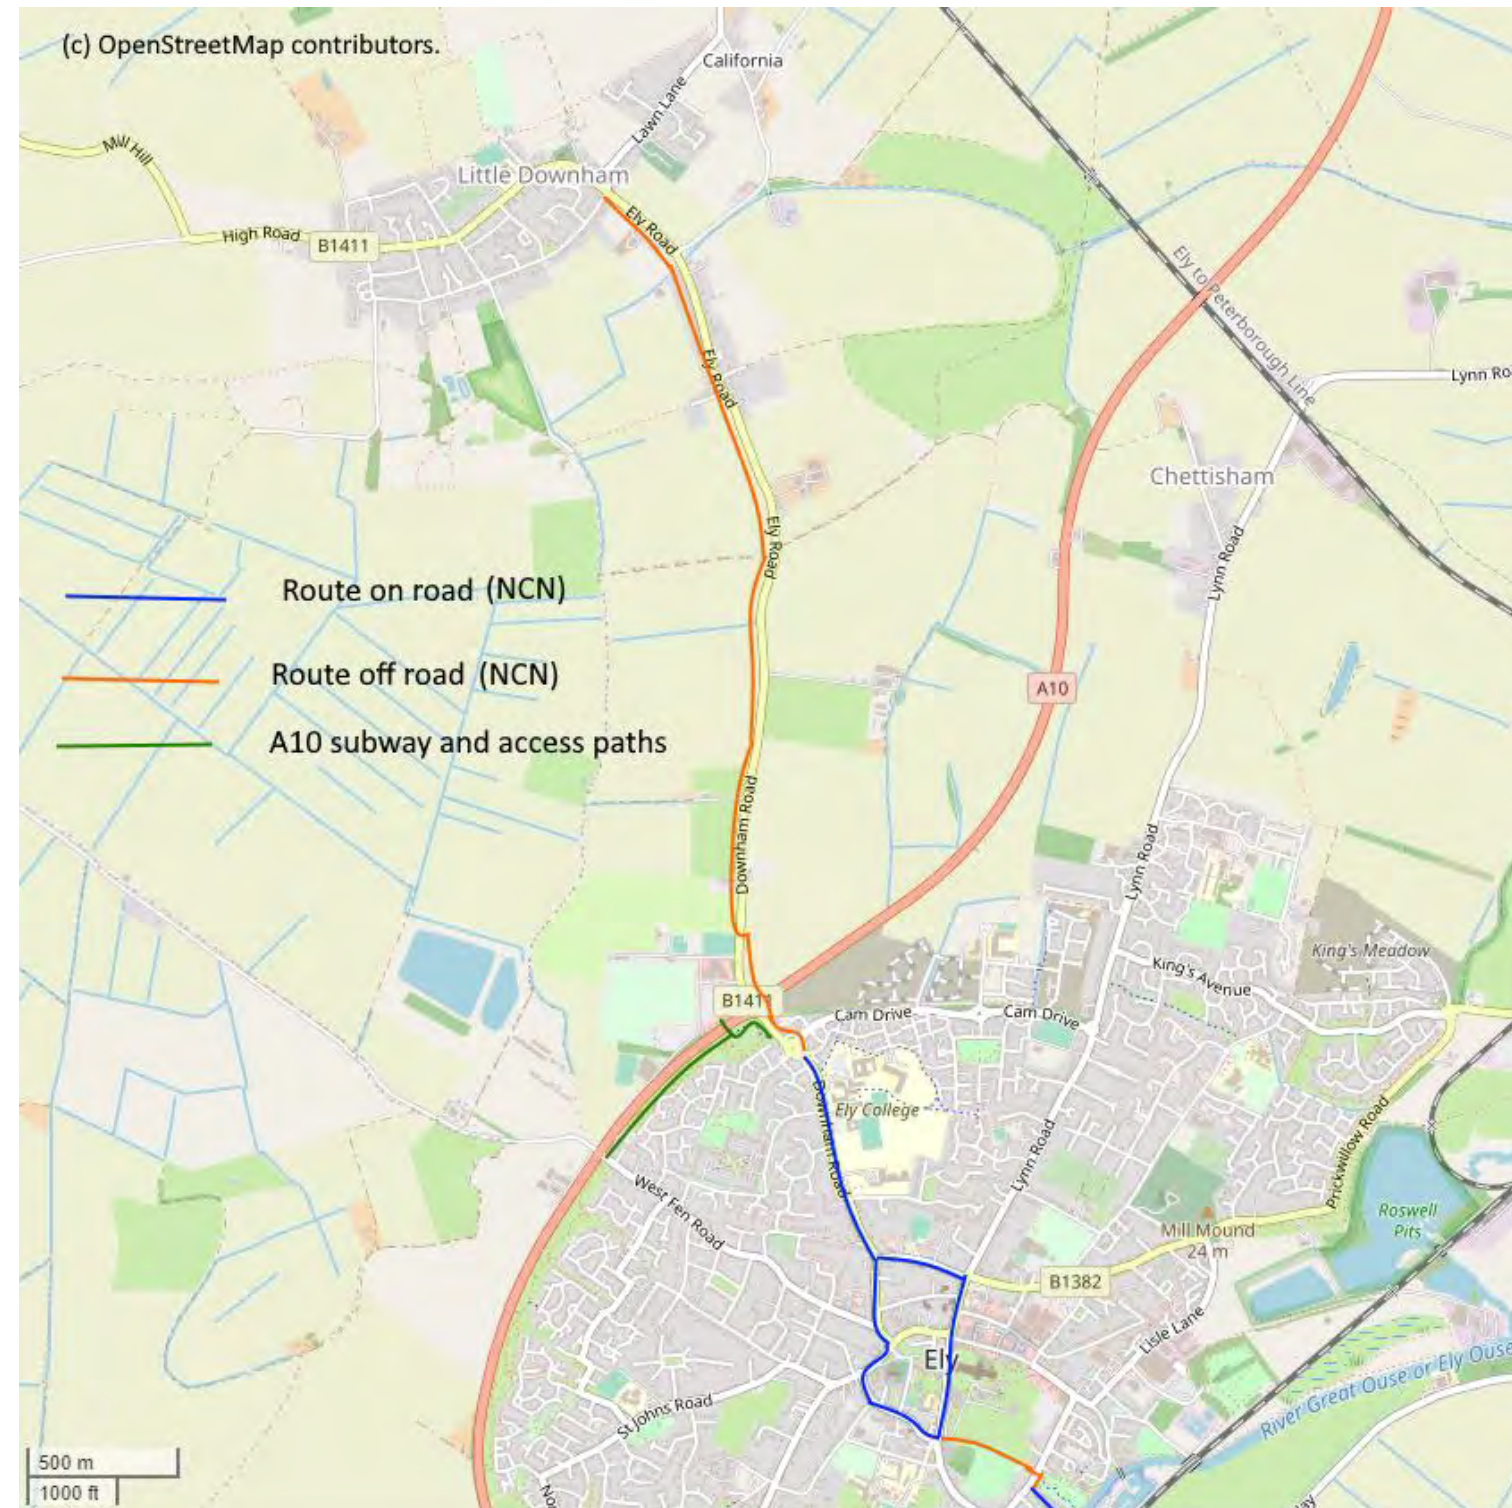 (c) OpenStreetMap contributors.
California
Lawn Lane
Mill Hill
Little Downham
Ely Road
High Road
B1411
Ely to Peterborough Line
Ely Road
Lynn Ro
Chettisham
Ely Road
Lynn Road
Route on road (NCN)
Route off road (NCN)
A10
A10 subway and access paths
Downham Road
Lynn Road
King's Meadow
King's Avenue
B1411
Cam Drive
Cam Drive
Ely College
Downham Road
Lynn Road
Prickwillow Road
West Fen Road
Roswell
Pits
Mill Mound
24 m
B1382
Lisle Lane
Ely
River Great Ouse or Ely Ouse
St Johns Road
500 m
1000 ft
No
ay